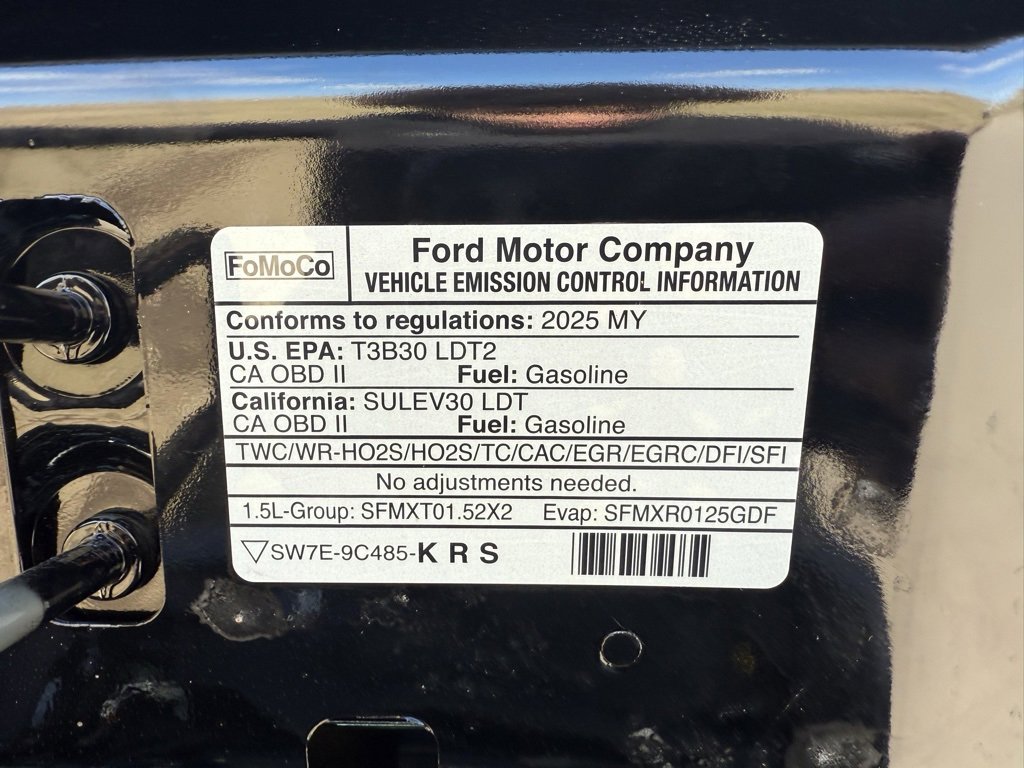 FoMoCo
Ford Motor Company
VEHICLE EMISSION CONTROL INFORMATION
Conforms to regulations: 2025 MY
U.S. EPA: T3B30 LDT2
CA OBD II Fuel: Gasoline
California: SULEV30 LDT
CA OBD II Fuel: Gasoline
TWC/WR-HO2S/HO2S/TC/CAC/EGR/EGRC/DFI/SFI
No adjustments needed.
1.5L-Group: SFMXT01.52X2 Evap: SFMXR0125GDF
SW7E-9C485-K R S